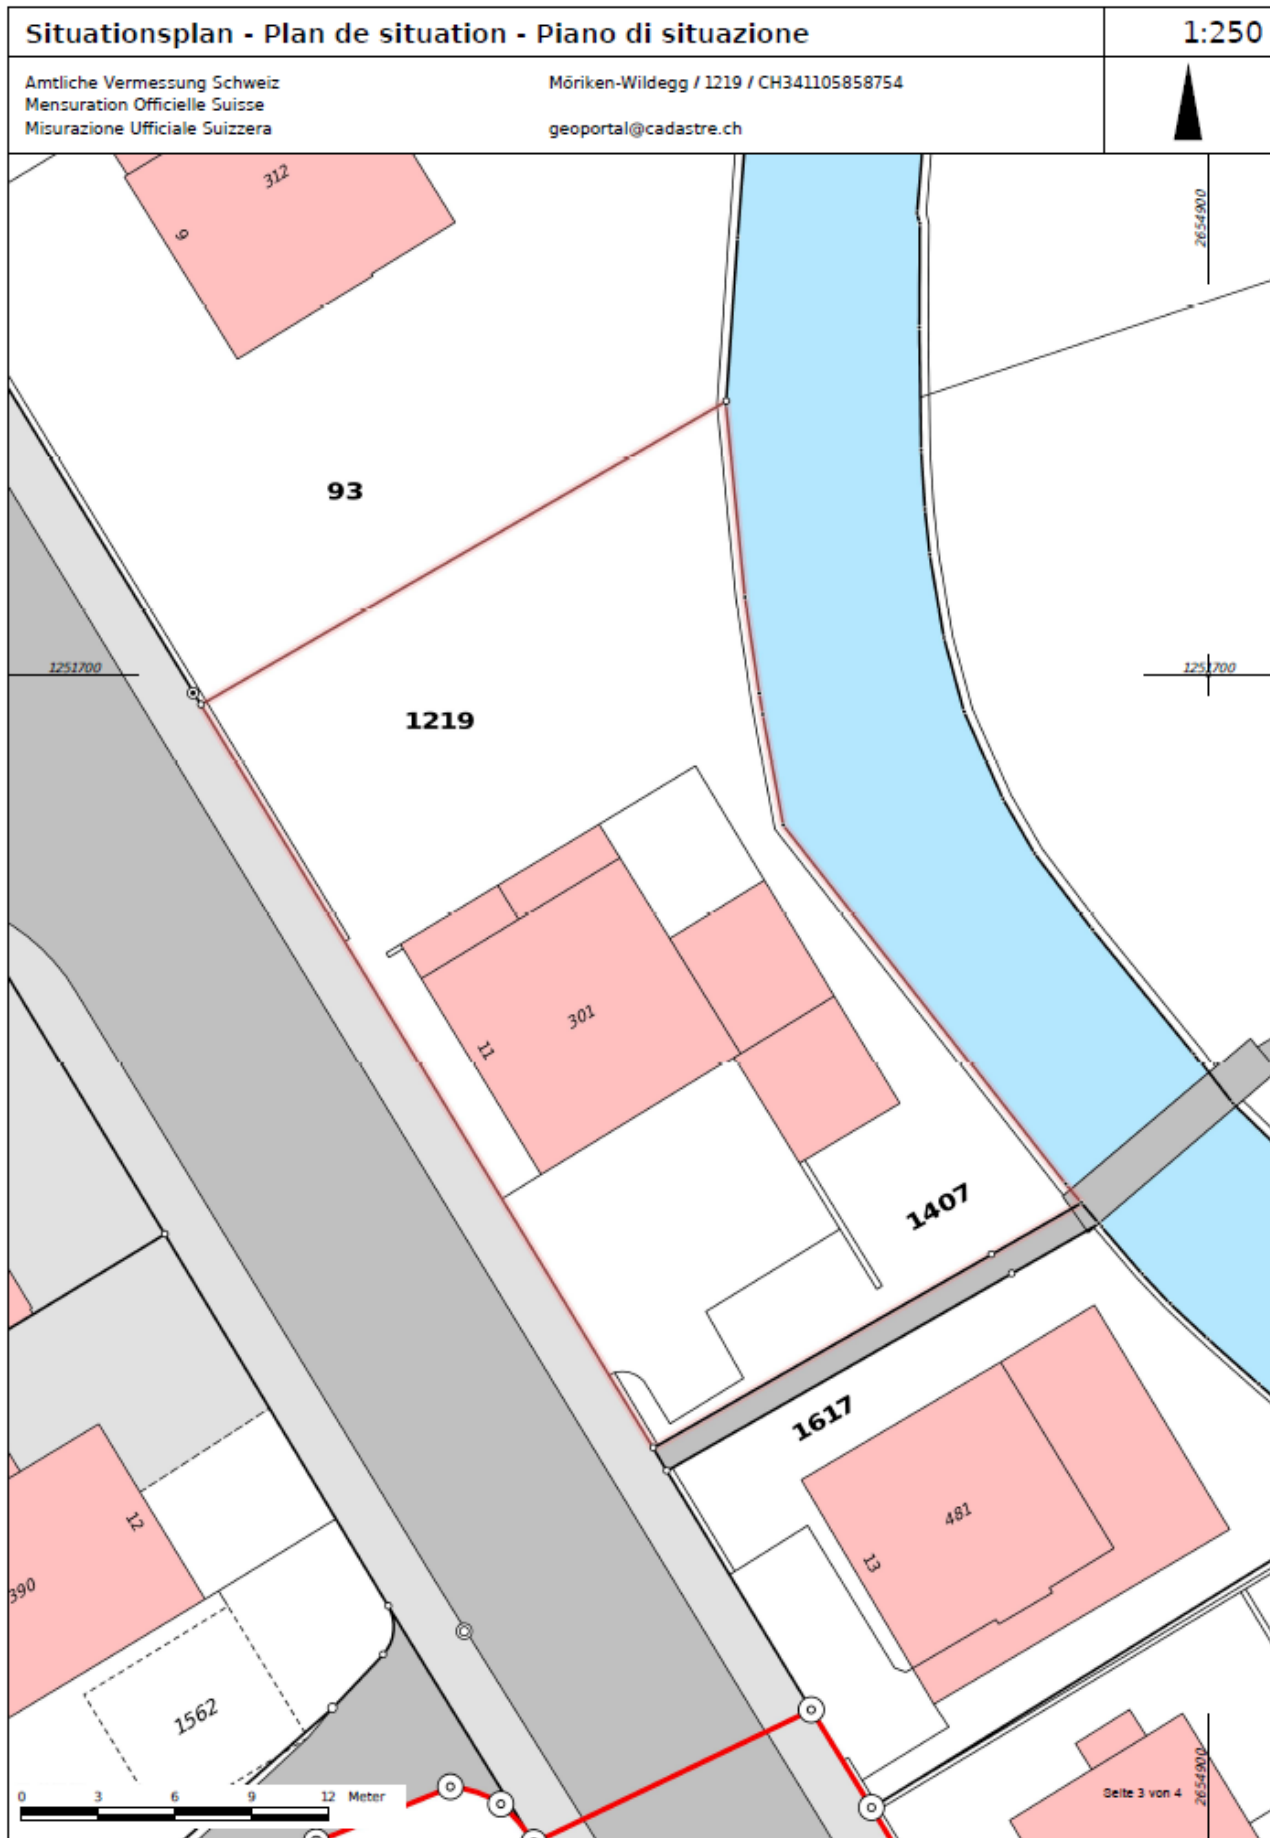 Situationsplan - Plan de situation - Piano di situazione
1:250
Amtliche Vermessung Schweiz
Mensuration Officielle Suisse
Misurazione Ufficiale Suizzera
Möriken-Wildegg / 1219 / CH341105858754
geoportal@cadastre.ch
312
9
2654900
93
1251700
1251700
1219
301
11
1407
1617
481
13
12
390
1562
0 3 6 9 12 Meter
Seite 3 von 4
2654900